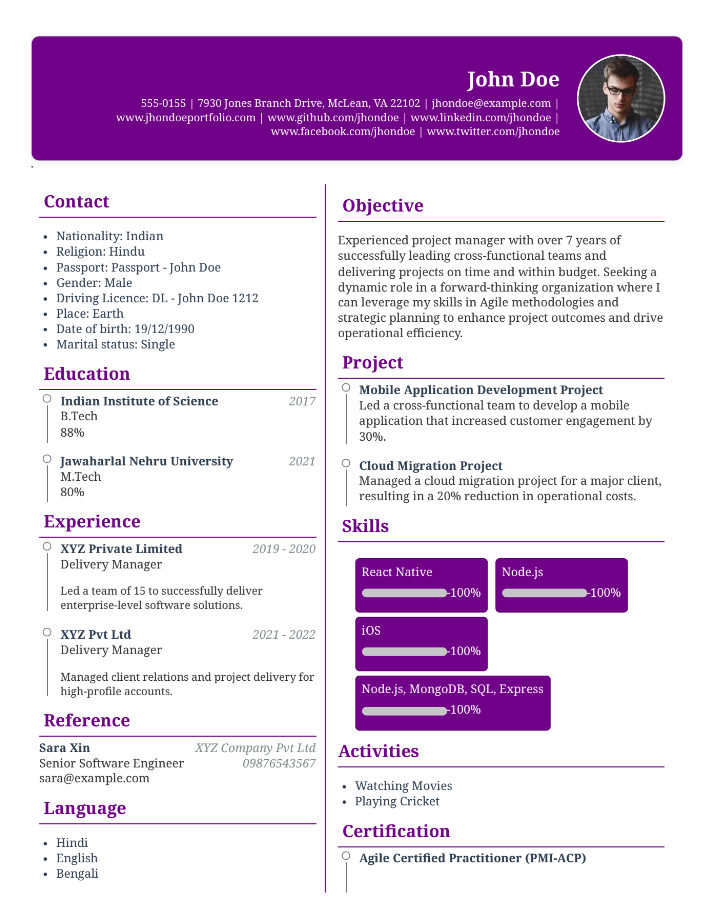 John Doe
555-0155 | 7930 Jones Branch Drive, McLean, VA 22102 | jhondoe@example.com |
www.jhondoeportfolio.com | www.github.com/jhondoe | www.linkedin.com/jhondoe |
www.facebook.com/jhondoe | www.twitter.com/jhondoe
Contact
• Nationality: Indian
• Religion: Hindu
• Passport: Passport - John Doe
• Gender: Male
• Driving Licence: DL - John Doe 1212
• Place: Earth
• Date of birth: 19/12/1990
• Marital status: Single
Education
Indian Institute of Science 2017
B.Tech
88%
Jawaharlal Nehru University 2021
M.Tech
80%
Experience
XYZ Private Limited 2019 - 2020
Delivery Manager
Led a team of 15 to successfully deliver
enterprise-level software solutions.
XYZ Pvt Ltd 2021 - 2022
Delivery Manager
Managed client relations and project delivery for
high-profile accounts.
Reference
Sara Xin XYZ Company Pvt Ltd
Senior Software Engineer 09876543567
sara@example.com
Language
• Hindi
• English
• Bengali
Objective
Experienced project manager with over 7 years of
successfully leading cross-functional teams and
delivering projects on time and within budget. Seeking a
dynamic role in a forward-thinking organization where I
can leverage my skills in Agile methodologies and
strategic planning to enhance project outcomes and drive
operational efficiency.
Project
Mobile Application Development Project
Led a cross-functional team to develop a mobile
application that increased customer engagement by
30%.
Cloud Migration Project
Managed a cloud migration project for a major client,
resulting in a 20% reduction in operational costs.
Skills
React Native
-100%
Node.js
-100%
iOS
-100%
Node.js, MongoDB, SQL, Express
-100%
Activities
• Watching Movies
• Playing Cricket
Certification
Agile Certified Practitioner (PMI-ACP)